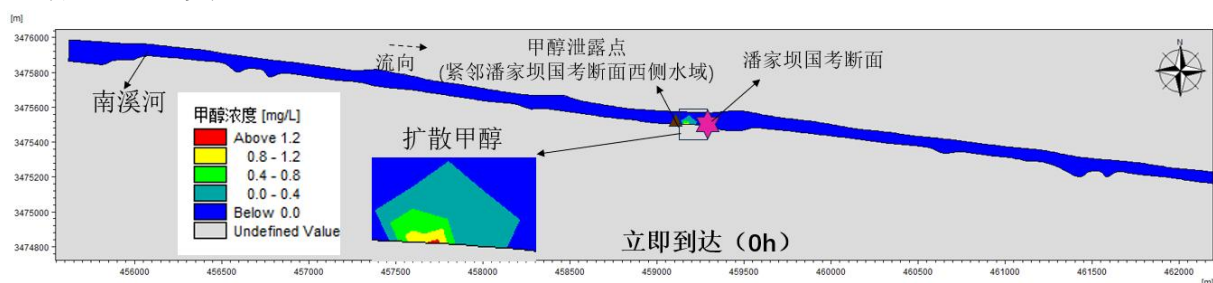 [m]
3476000
3475800
3475600
3475400
3475200
3475000
3474800
流向
甲醇泄露点
(紧邻潘家坝国考断面西侧水域)
潘家坝国考断面
N
南溪河
甲醇浓度 [mg/L]
Above 1.2
0.8 - 1.2
0.4 - 0.8
0.0 - 0.4
Below 0.0
Undefined Value
扩散甲醇
立即到达（0h）
456000
456500
457000
457500
458000
458500
459000
459500
460000
460500
461000
461500
462000
[m]